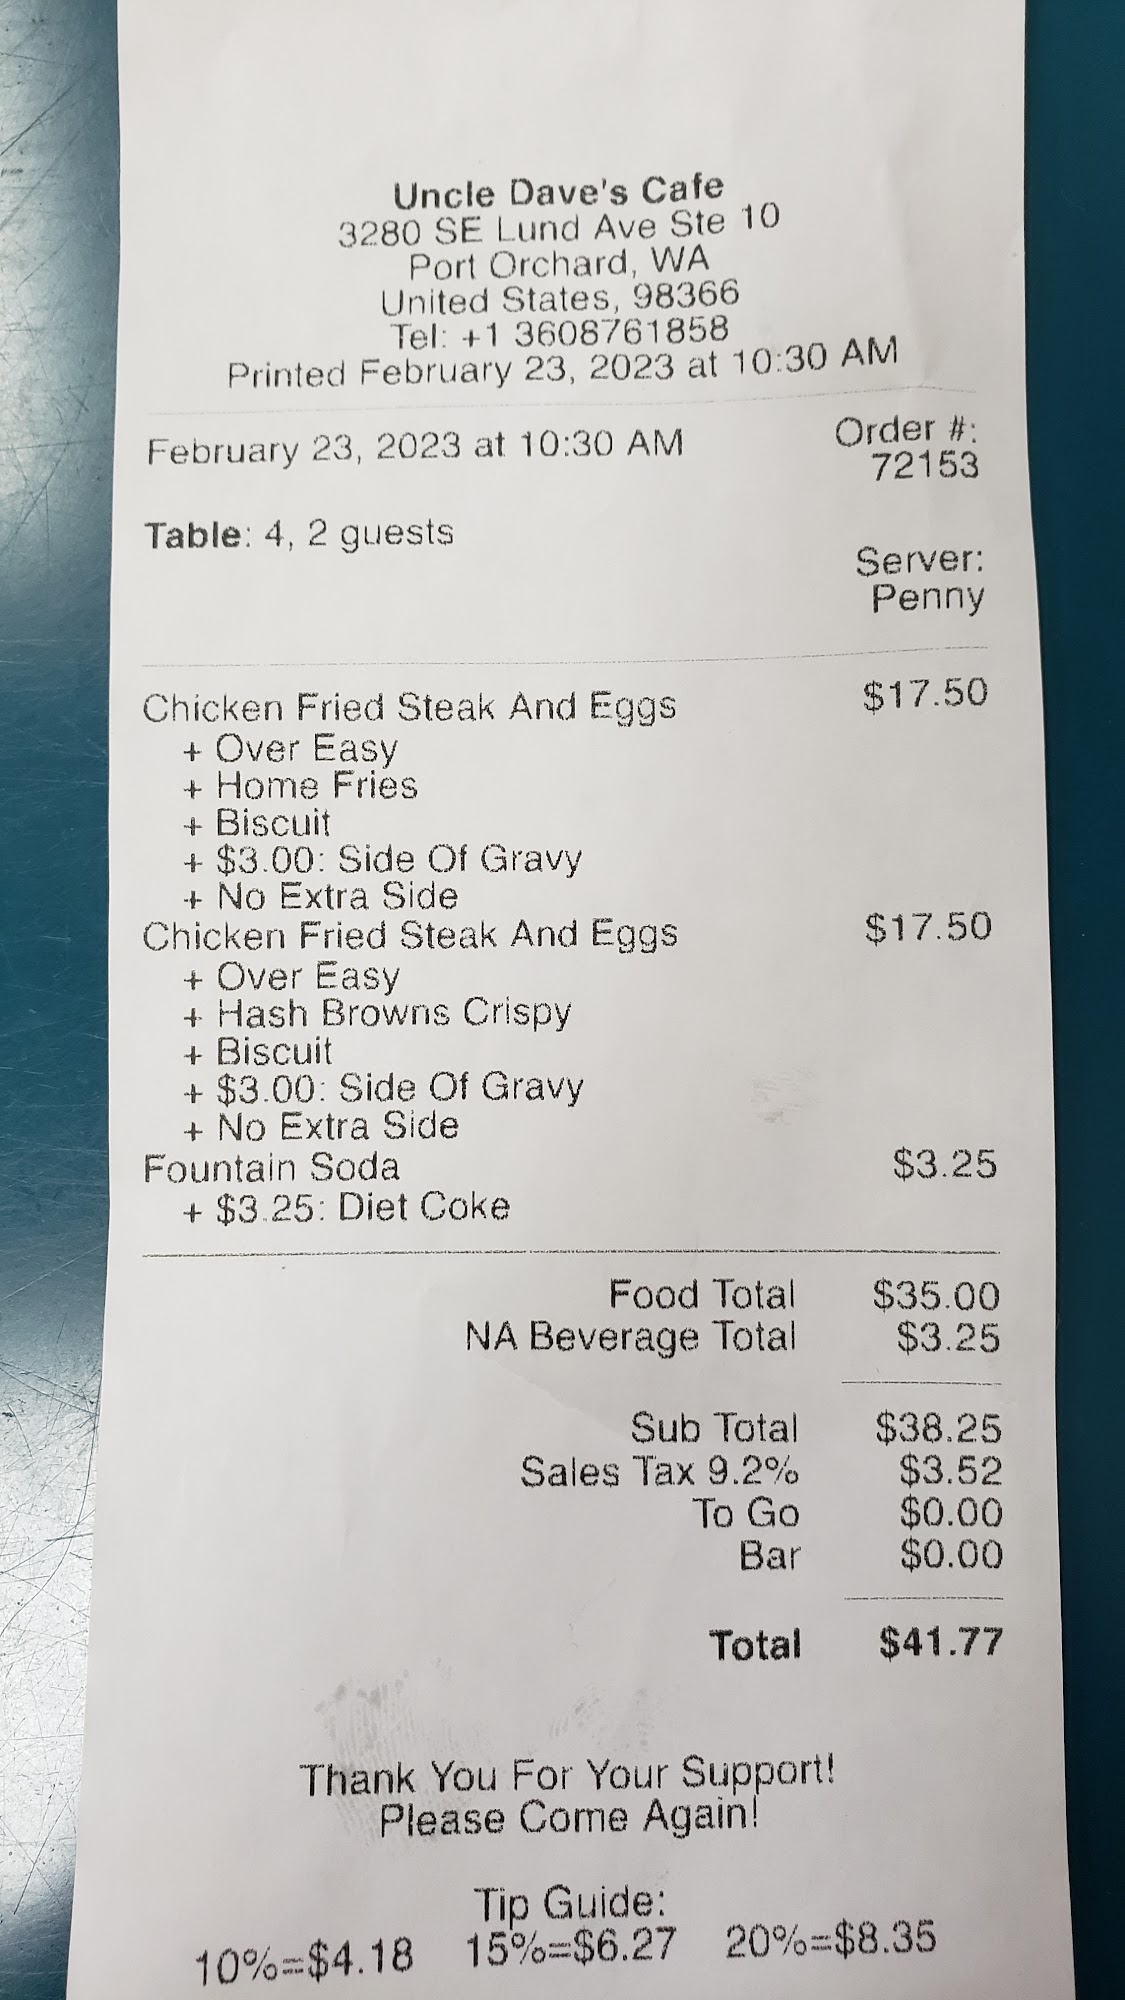 Uncle Dave's Cafe
3280 SE Lund Ave Ste 10
Port Orchard, WA
United States, 98366
Tel: +1 3608761858
Printed February 23, 2023 at 10:30 AM
February 23, 2023 at 10:30 AM Order #:
72153
Table: 4, 2 guests
Server:
Penny
Chicken Fried Steak And Eggs $17.50
+ Over Easy
+ Home Fries
+ Biscuit
+ $3.00: Side Of Gravy
+ No Extra Side
Chicken Fried Steak And Eggs $17.50
+ Over Easy
+ Hash Browns Crispy
+ Biscuit
+ $3.00: Side Of Gravy
+ No Extra Side
Fountain Soda $3.25
+ $3.25: Diet Coke
Food Total $35.00
NA Beverage Total $3.25
Sub Total $38.25
Sales Tax 9.2% $3.52
To Go $0.00
Bar $0.00
Total $41.77
Thank You For Your Support!
Please Come Again!
Tip Guide:
10%=$4.18 15%=$6.27 20%=$8.35